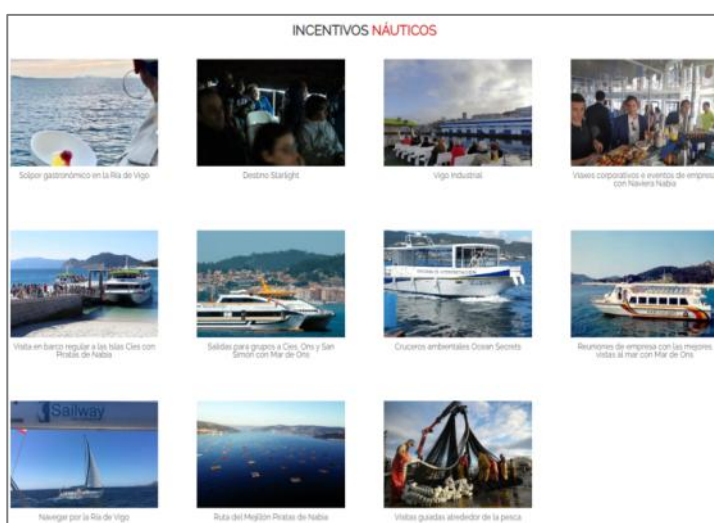 INCENTIVOS NÁUTICOS
Solpor gastronómico en la Ría de Vigo
Destino Starlight
Vigo Industrial
Viaxes corporativos e eventos de empresa
con Naviera Nabia
Visita en barco regular a las Islas Cíes con
Piratas de Nabia
Salidas para grupos a Cíes, Ons y San
Simón con Mar de Ons
Cruceros ambientales Ocean Secrets
Reuniones de empresa con las mejores
vistas al mar con Mar de Ons
Sailway
Navegar por la Ría de Vigo
Ruta del Mejillón Piratas de Nabia
Visitas guiadas alrededor de la pesca